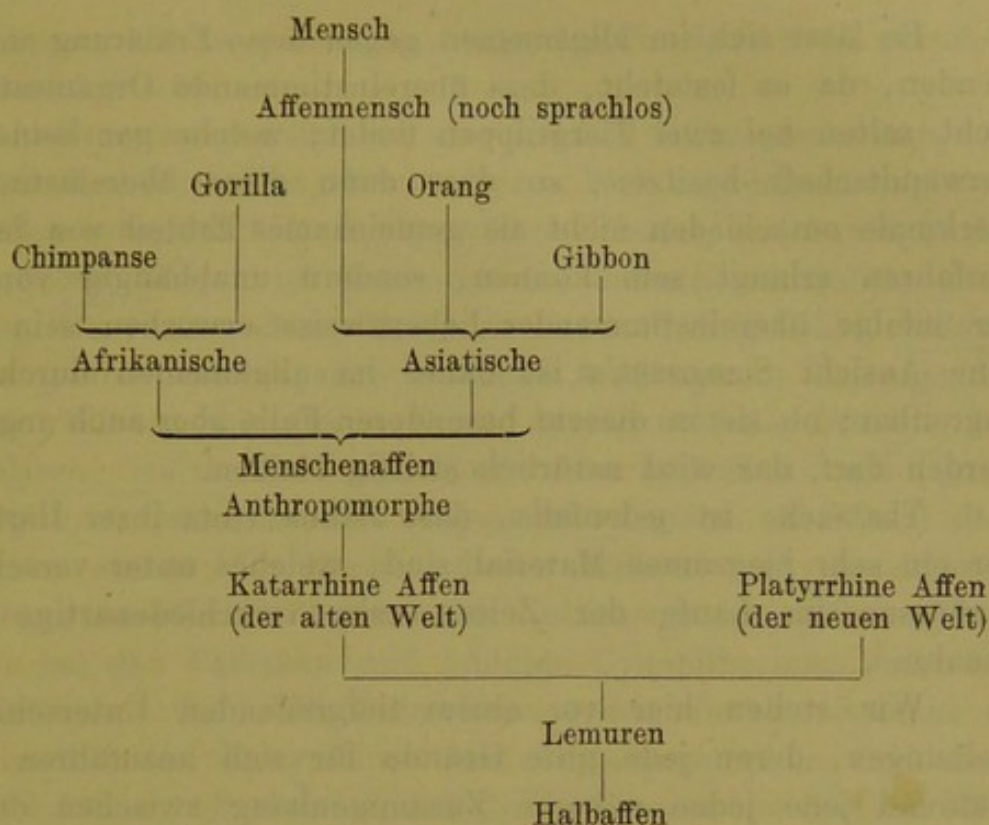 Mensch
Affenmensch (noch sprachlos)
Gorilla Orang
Chimpanse Gibbon
Afrikanische Asiatische
Menschenaffen
Anthropomorphe
Katarrhine Affen Platyrrhine Affen
(der alten Welt) (der neuen Welt)
Lemuren
Halbaffen